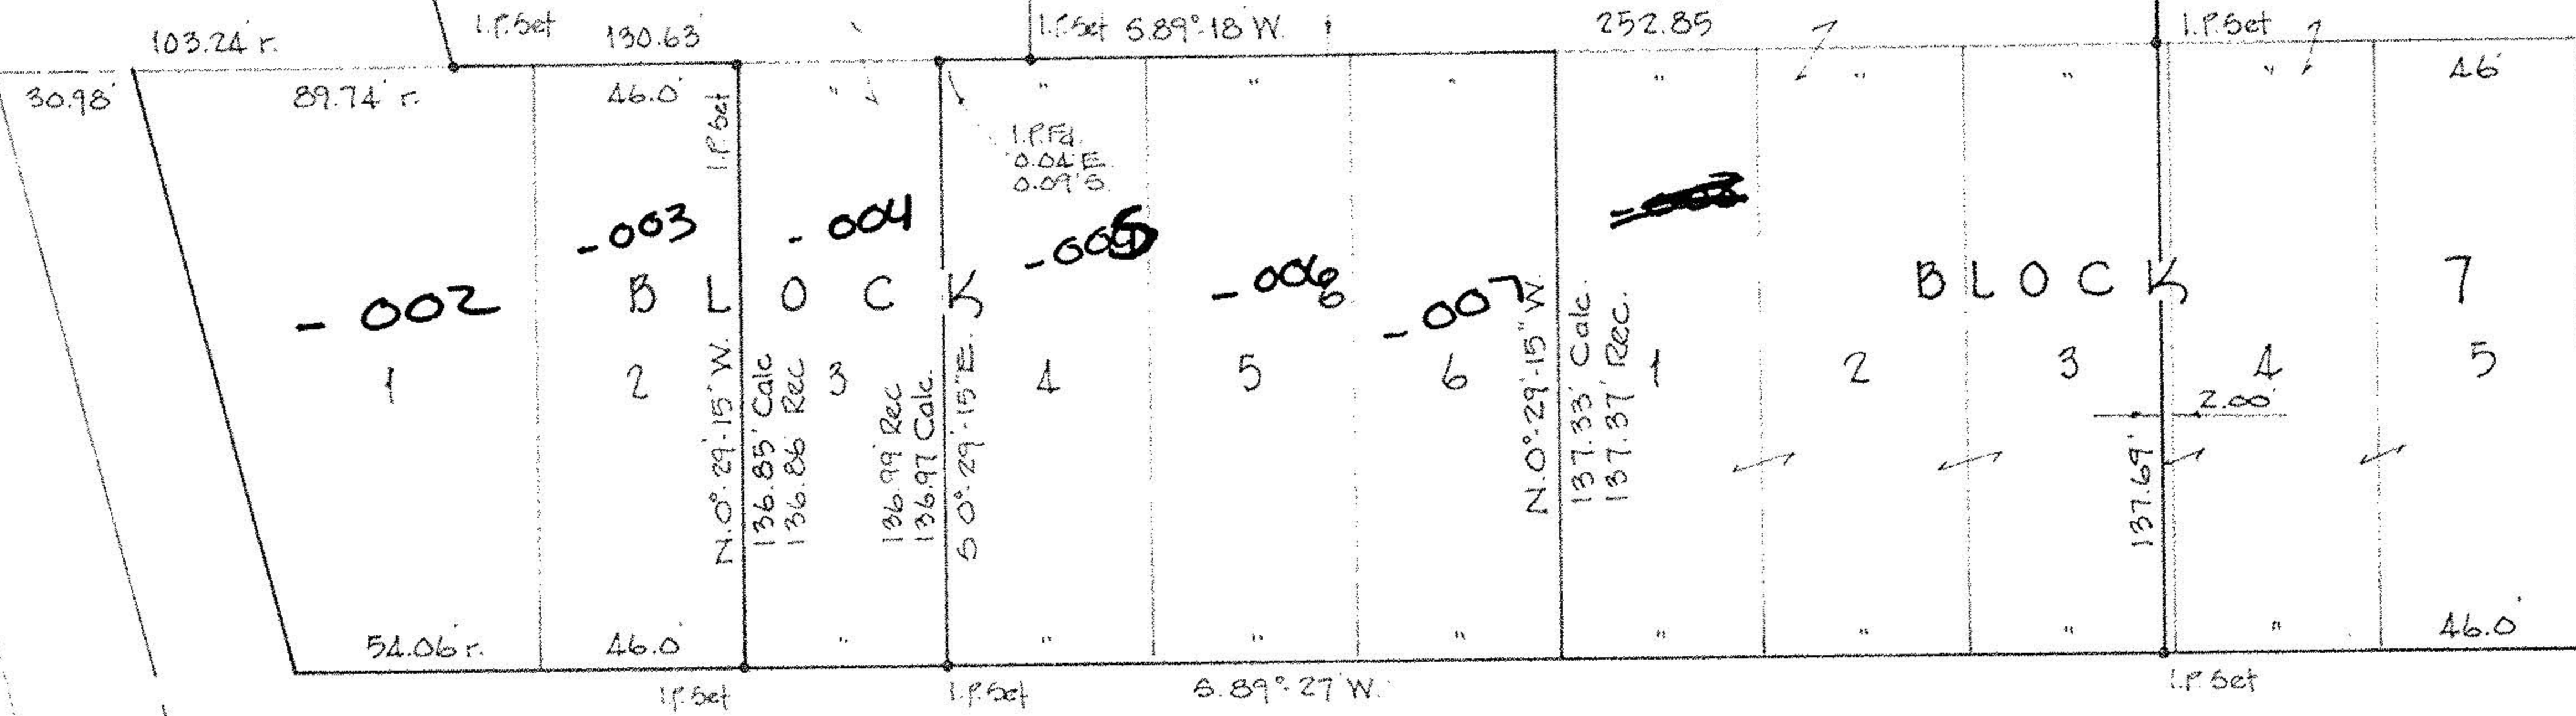 103.24' r.
I.P. Set
130.63'
I.P. Set S.89°-18' W.
252.85
I.P. Set
30.98'
89.74' r.
46.0'
"
"
"
"
"
"
"
46'
I.P. Set
I.P. Fd.
0.04' E.
0.09' S.
-002
-003
-004
-005
-006
-007
BLOCK
BLOCK 7
1
2
3
4
5
6
1
2
3
4
5
N.0°-29'-15" W.
136.85' Calc
136.86' Rec
136.99' Rec
136.97' Calc.
S 0°-29'-15" E.
N.0°-29'-15" W.
137.33' Calc.
137.37' Rec.
2.00'
137.69'
54.06' r.
46.0'
"
"
"
"
"
"
"
"
46.0'
I.P. Set
I.P. Set
S.89°-27' W.
I.P. Set